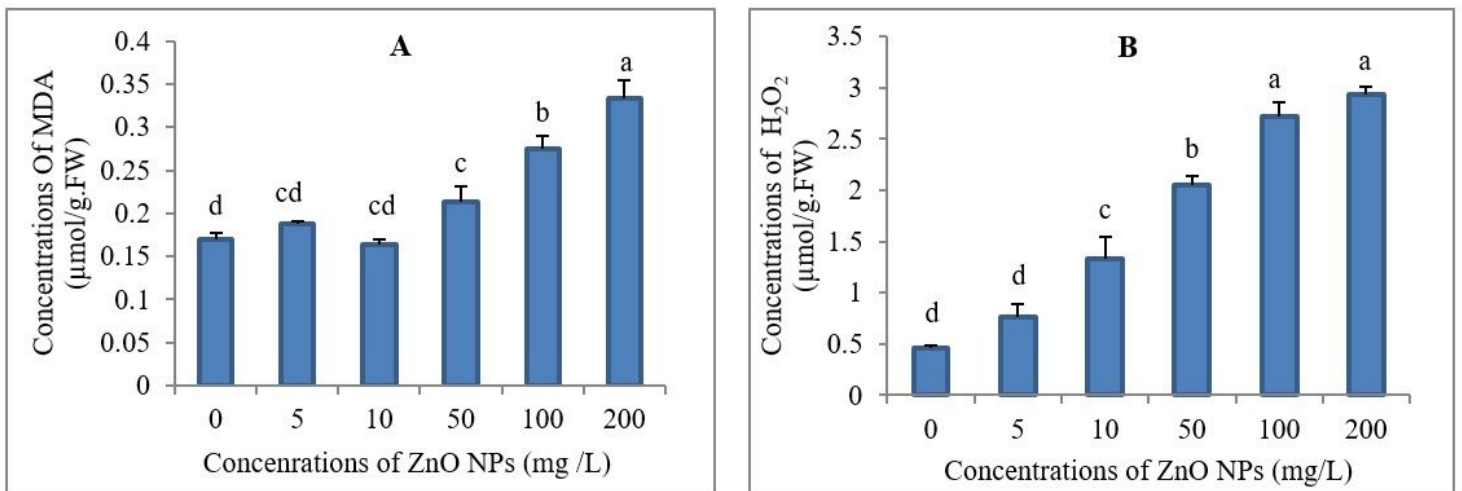 A
Concentrations Of MDA
(μmol/g.FW)
0.4
0.35
0.3
0.25
0.2
0.15
0.1
0.05
0
d
cd
cd
c
b
a
0 5 10 50 100 200
Concenrations of ZnO NPs (mg /L)
B
Concentrations of H₂O₂
(μmol/g.FW)
3.5
3
2.5
2
1.5
1
0.5
0
d
d
c
b
a
a
0 5 10 50 100 200
Concentrations of ZnO NPs (mg/L)